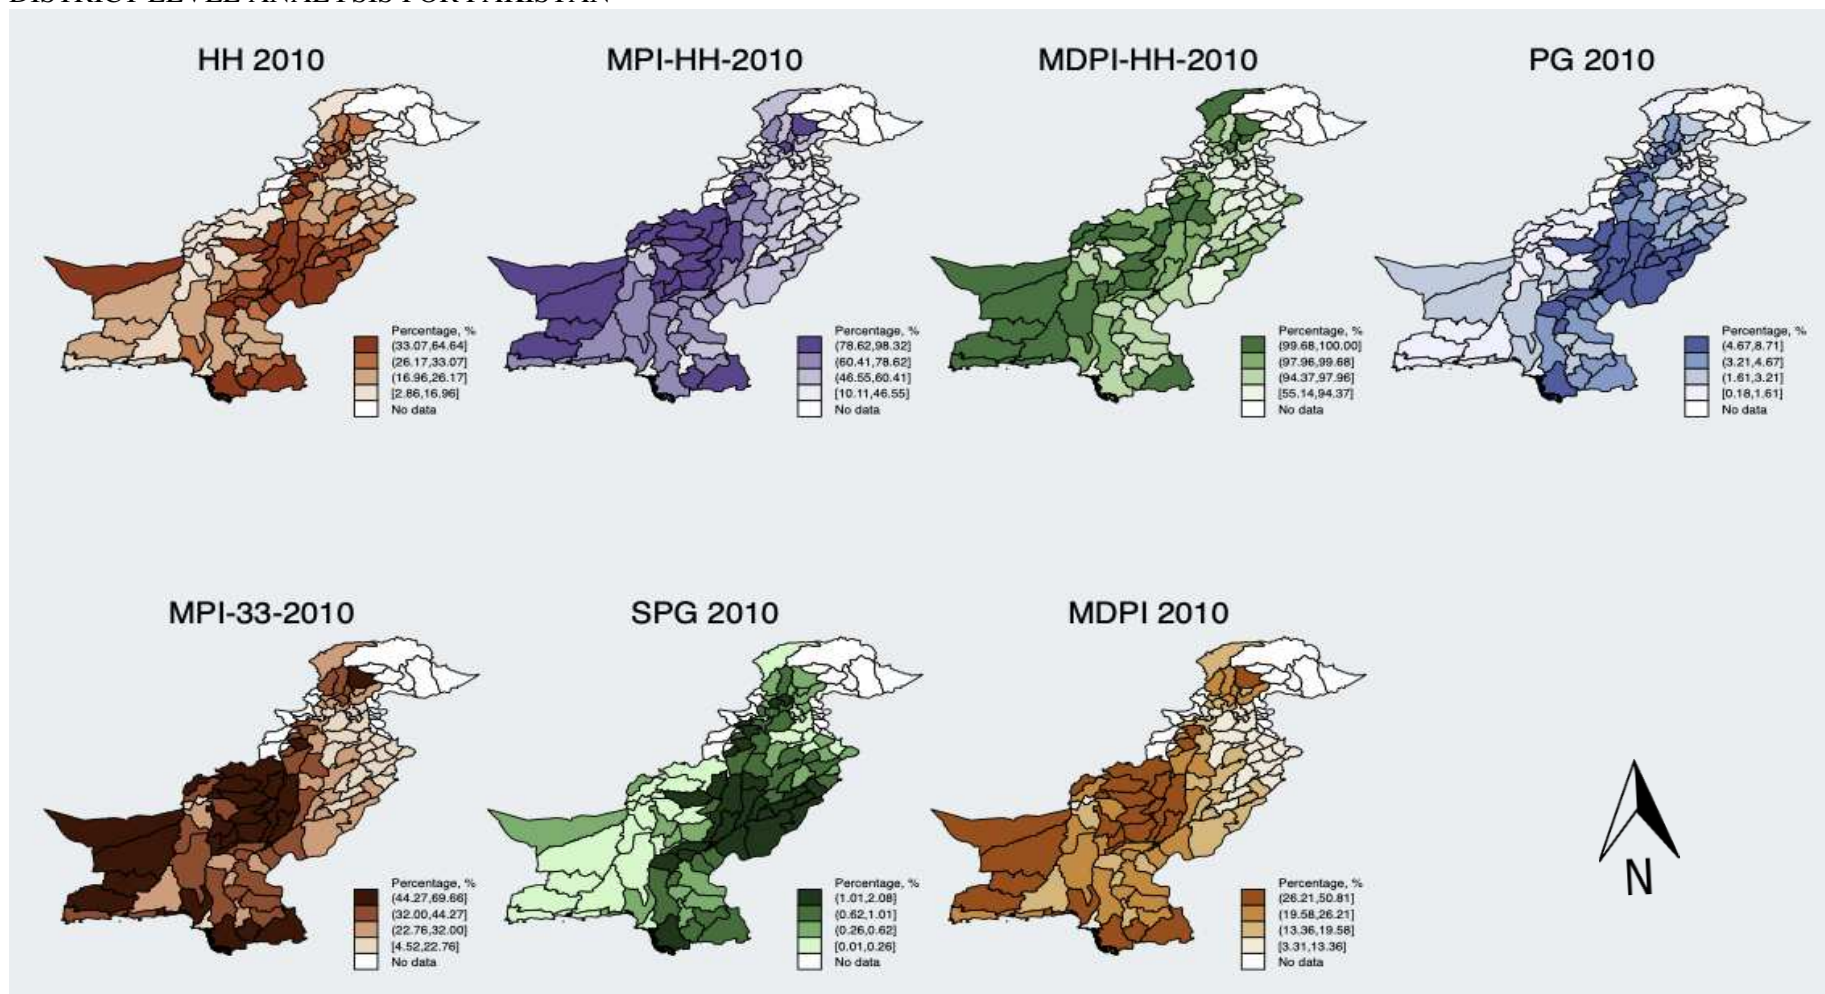 DISTRICT LEVEL ANALYSIS FOR PAKISTAN
HH 2010
Percentage, %
(33.07,64.64]
(26.17,33.07]
(16.96,26.17]
[2.86,16.96]
No data
MPI-HH-2010
Percentage, %
(78.62,98.32]
(60.41,78.62]
(46.55,60.41]
[10.11,46.55]
No data
MDPI-HH-2010
Percentage, %
(99.68,100.00]
(97.96,99.68]
(94.37,97.96]
[55.14,94.37]
No data
PG 2010
Percentage, %
(4.67,8.71]
(3.21,4.67]
(1.61,3.21]
[0.18,1.61]
No data
MPI-33-2010
Percentage, %
(44.27,69.66]
(32.00,44.27]
(22.76,32.00]
[4.52,22.76]
No data
SPG 2010
Percentage, %
(1.01,2.08]
(0.62,1.01]
(0.26,0.62]
[0.01,0.26]
No data
MDPI 2010
Percentage, %
(26.21,50.81]
(19.58,26.21]
(13.36,19.58]
[3.31,13.36]
No data
N